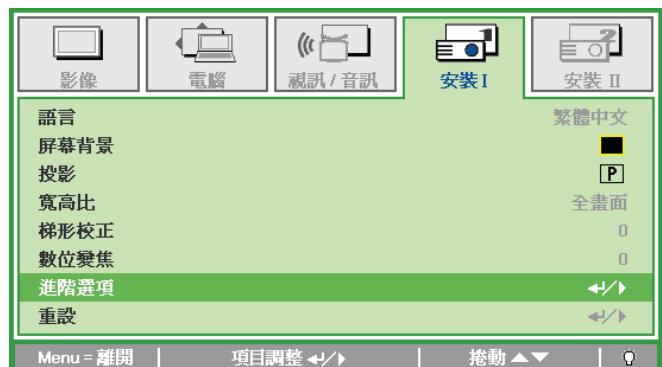 影像 電腦 視訊 / 音訊 安裝 I 安裝 II
語言 繁體中文
屏幕背景
投影 P
寬高比 全畫面
梯形校正 0
數位變焦 0
進階選項
重設
Menu = 離開 項目調整 捲動